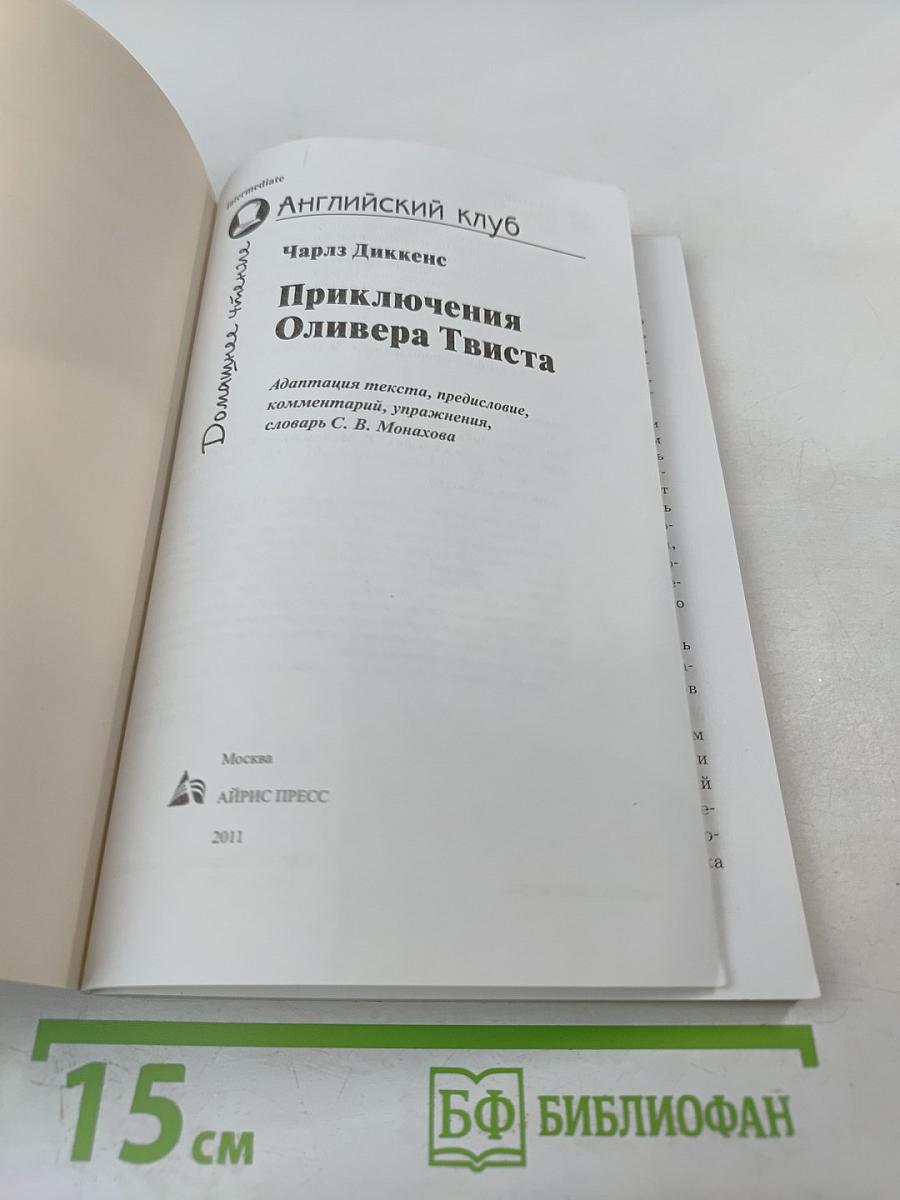 Intermediate
Английский клуб
Домашнее чтение
Чарлз Диккенс
Приключения
Оливера Твиста
Адаптация текста, предисловие,
комментарий, упражнения,
словарь С. В. Монахова
Москва
АЙРИС ПРЕСС
2011
15 см
БФ БИБЛИОФАН